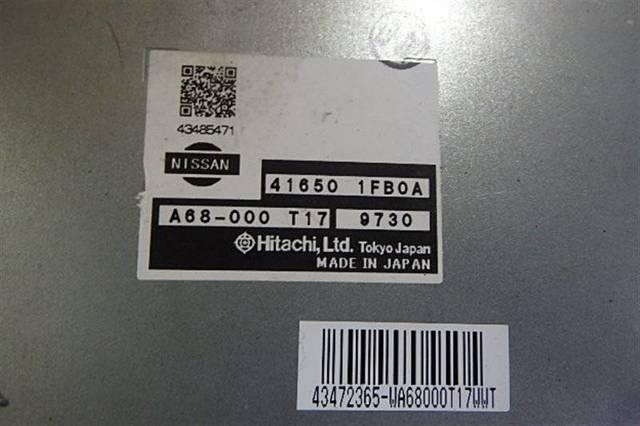 43485471
NISSAN
41650 1FB0A
A68-000 T17 9730
Hitachi, Ltd. Tokyo Japan
MADE IN JAPAN
43472365-WA68000T17WWT